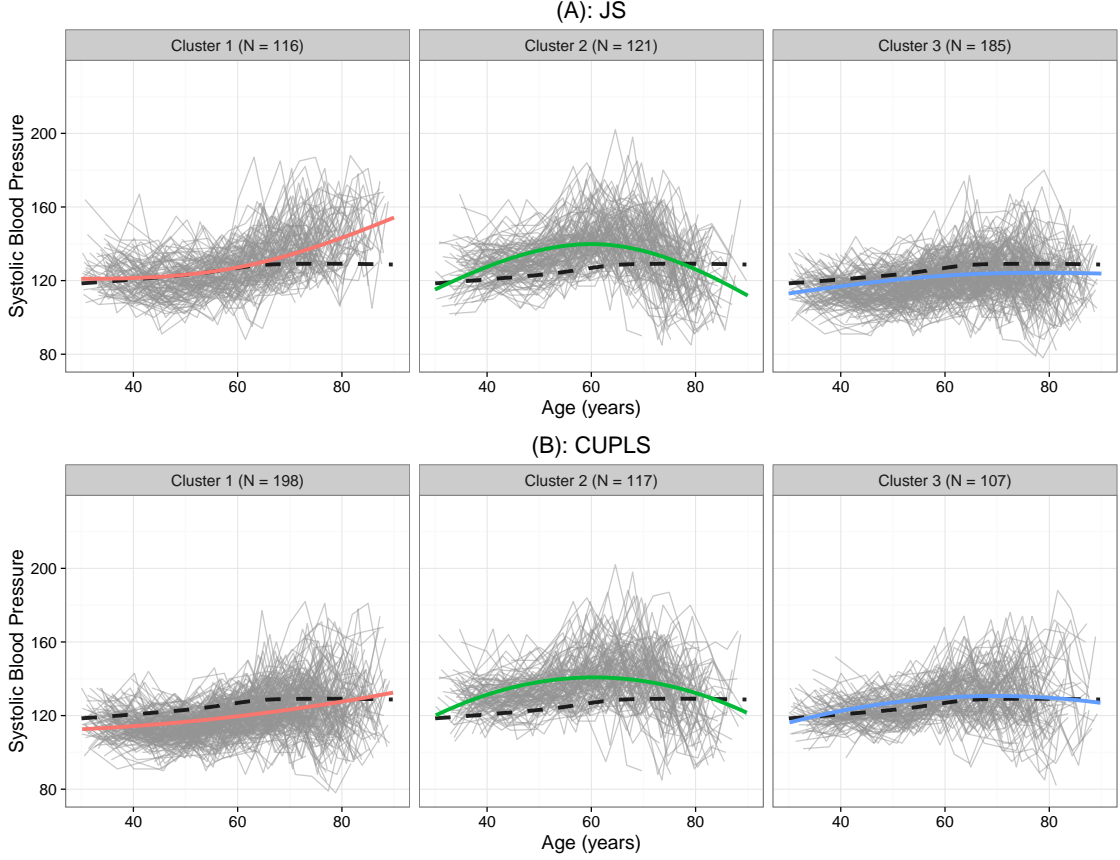 (A): JS
Cluster 1 (N = 116)
Cluster 2 (N = 121)
Cluster 3 (N = 185)
Systolic Blood Pressure
200
160
120
80
40 60 80
40 60 80
40 60 80
Age (years)
(B): CUPLS
Cluster 1 (N = 198)
Cluster 2 (N = 117)
Cluster 3 (N = 107)
Systolic Blood Pressure
200
160
120
80
40 60 80
40 60 80
40 60 80
Age (years)